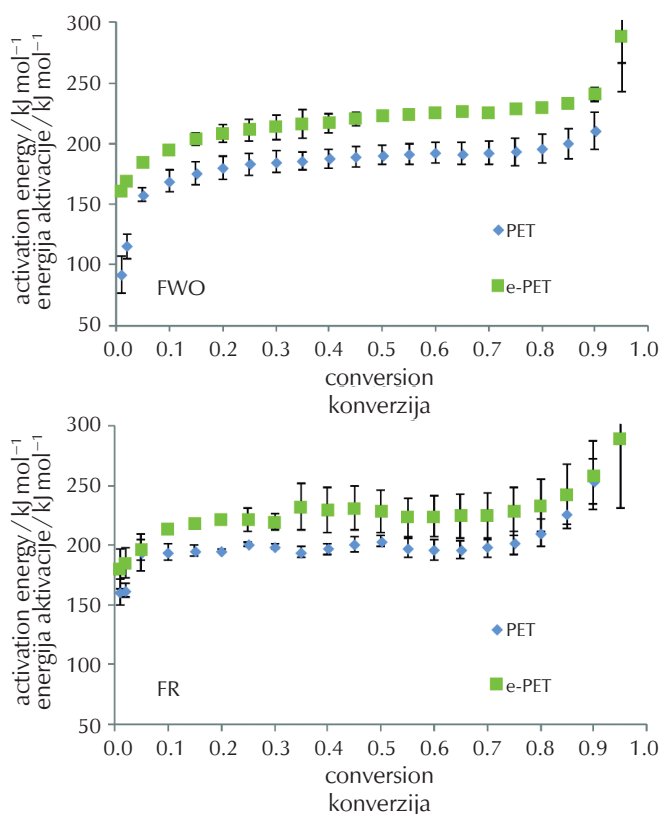 activation energy / kJ mol⁻¹
energija aktivacije / kJ mol⁻¹
300
250
200
150
100
50
PET
e-PET
FWO
0.0 0.1 0.2 0.3 0.4 0.5 0.6 0.7 0.8 0.9 1.0
conversion
konverzija
activation energy / kJ mol⁻¹
energija aktivacije / kJ mol⁻¹
300
250
200
150
100
50
PET
e-PET
FR
0.0 0.1 0.2 0.3 0.4 0.5 0.6 0.7 0.8 0.9 1.0
conversion
konverzija